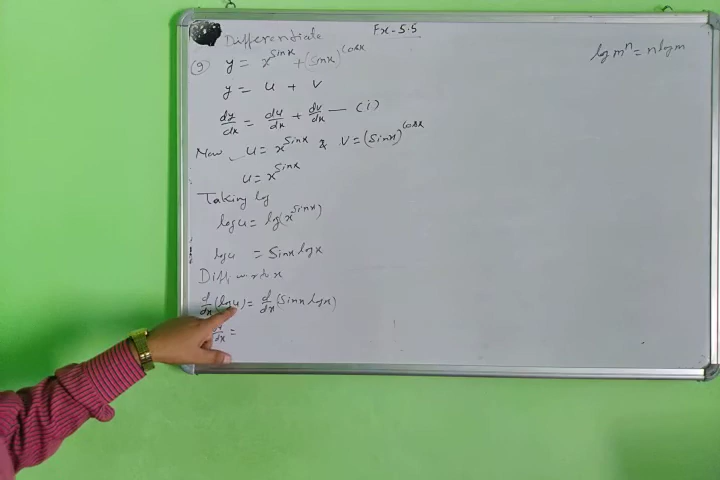 Differentiate Ex-5.5
log mⁿ = n log m
(9) y = x^sinx + (sinx)^cosx
y = u + v
dy/dx = du/dx + dv/dx — (i)
Now u = x^sinx & v = (sinx)^cosx
u = x^sinx
Taking log
log u = log(x^sinx)
log u = sinx log x
Diff w.r.to x
d/dx (log u) = d/dx (sinx log x)
/dx =